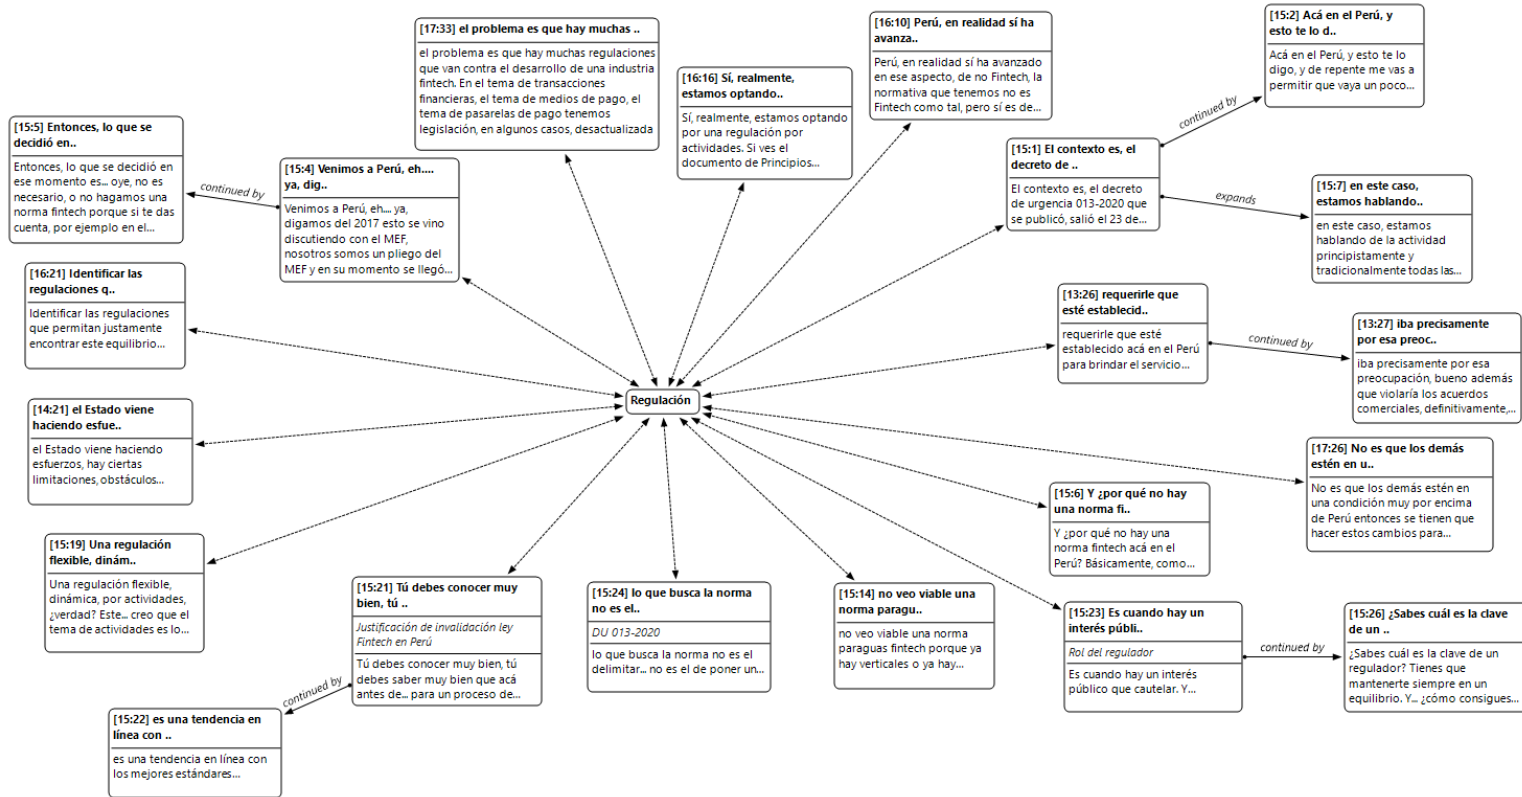 [17:33] el problema es que hay muchas ..
el problema es que hay muchas regulaciones
que van contra el desarrollo de una industria
fintech. En el tema de transacciones
financieras, el tema de medios de pago, el
tema de pasarelas de pago tenemos
legislación, en algunos casos, desactualizada
[16:16] Sí, realmente,
estamos optando..
Sí, realmente, estamos optando
por una regulación por
actividades. Si ves el
documento de Principios...
[16:10] Perú, en realidad sí ha
avanza..
Perú, en realidad sí ha avanzado
en ese aspecto, de no Fintech, la
normativa que tenemos no es
Fintech como tal, pero sí es de...
[15:2] Acá en el Perú, y
esto te lo d..
Acá en el Perú, y esto te lo
digo, y de repente me vas a
permitir que vaya un poco...
continued by
[15:1] El contexto es, el
decreto de ..
El contexto es, el decreto
de urgencia 013-2020 que
se publicó, salió el 23 de...
expands
[15:7] en este caso,
estamos hablando..
en este caso, estamos
hablando de la actividad
principistamente y
tradicionalmente todas las...
[15:5] Entonces, lo que se
decidió en..
Entonces, lo que se decidió en
ese momento es... oye, no es
necesario, o no hagamos una
norma fintech porque si te das
cuenta, por ejemplo en el...
continued by
[15:4] Venimos a Perú, eh....
ya, dig..
Venimos a Perú, eh.... ya,
digamos del 2017 esto se vino
discutiendo con el MEF,
nosotros somos un pliego del
MEF y en su momento se llegó...
[16:21] Identificar las
regulaciones q..
Identificar las regulaciones
que permitan justamente
encontrar este equilibrio...
[13:26] requerirle que
esté establecid..
requerirle que esté
establecido acá en el Perú
para brindar el servicio...
continued by
[13:27] iba precisamente
por esa preoc..
iba precisamente por esa
preocupación, bueno además
que violaría los acuerdos
comerciales, definitivamente,...
Regulación
[14:21] el Estado viene
haciendo esfue..
el Estado viene haciendo
esfuerzos, hay ciertas
limitaciones, obstáculos...
[17:26] No es que los demás
estén en u..
No es que los demás estén en
una condición muy por encima
de Perú entonces se tienen que
hacer estos cambios para...
[15:6] Y ¿por qué no hay
una norma fi..
Y ¿por qué no hay una
norma fintech acá en el
Perú? Básicamente, como...
[15:19] Una regulación
flexible, dinám..
Una regulación flexible,
dinámica, por actividades,
¿verdad? Este... creo que el
tema de actividades es lo...
[15:21] Tú debes conocer muy
bien, tú ..
Justificación de invalidación ley
Fintech en Perú
Tú debes conocer muy bien, tú
debes saber muy bien que acá
antes de... para un proceso de...
continued by
[15:22] es una tendencia en
línea con ..
es una tendencia en línea con
los mejores estándares...
[15:24] lo que busca la norma
no es el..
DU 013-2020
lo que busca la norma no es el
delimitar... no es el de poner un...
[15:14] no veo viable una
norma paragu..
no veo viable una norma
paraguas fintech porque ya
hay verticales o ya hay...
[15:23] Es cuando hay un
interés públi..
Rol del regulador
Es cuando hay un interés
público que cautelar. Y...
continued by
[15:26] ¿Sabes cuál es la clave
de un ..
¿Sabes cuál es la clave de un
regulador? Tienes que
mantenerte siempre en un
equilibrio. Y... ¿cómo consigues...